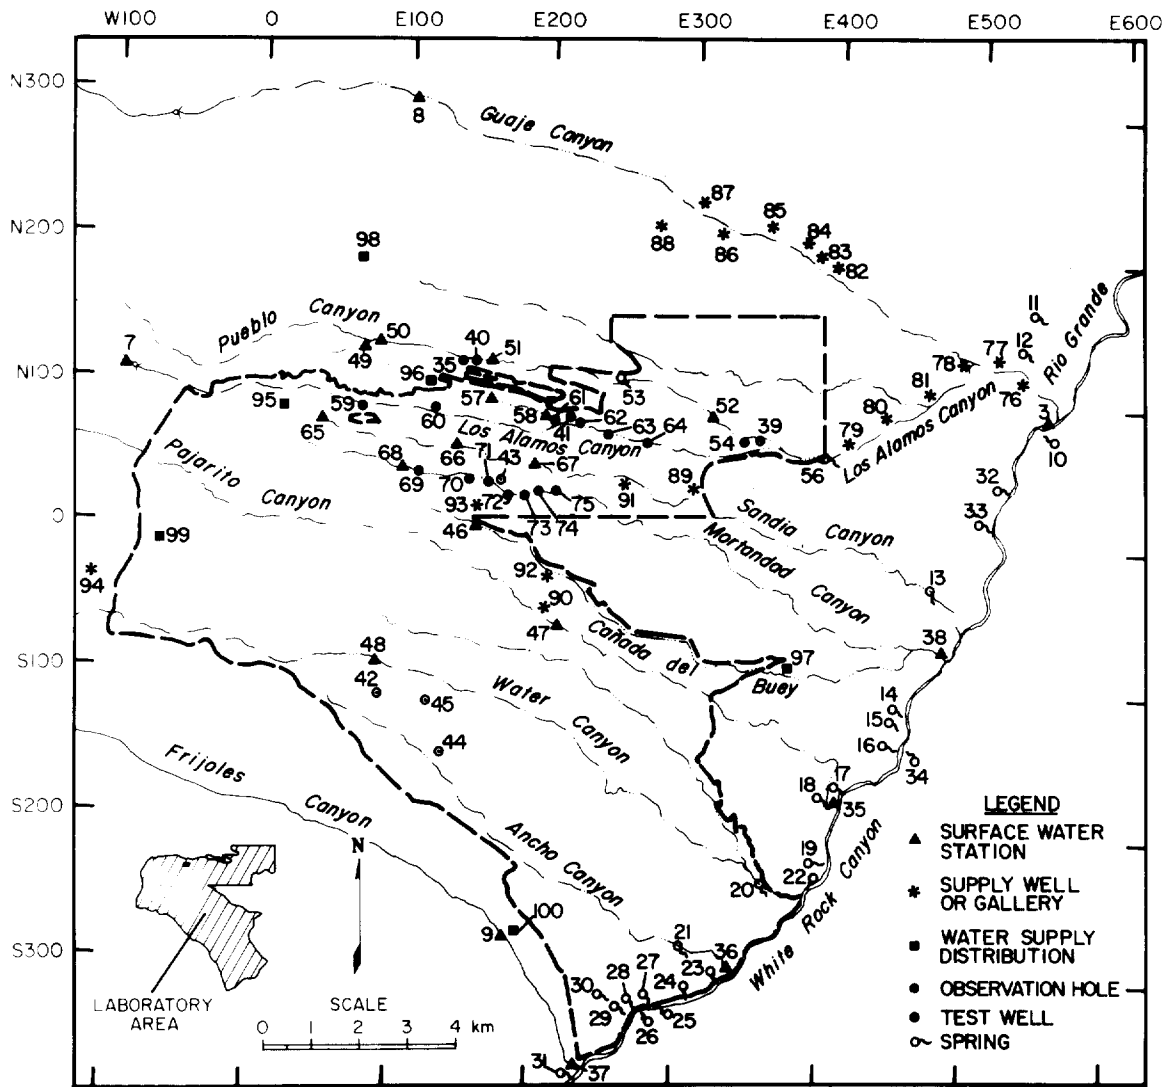 W100 0 E100 E200 E300 E400 E500 E600
N300
N200
N100
0
S100
S200
S300
8
Guaje Canyon
87
88
86
85
84
83
82
98
11
12
Rio Grande
7
Pueblo Canyon
50
49
40
51
35
96
53
78
77
76
81
80
79
3
10
95
59
65
60
57
58
61
41
62
63
64
52
54
39
56
Los Alamos Canyon
Los Alamos Canyon
66
71
43
67
68
69
70
72
73
74
75
91
89
93
46
32
33
Pajarito Canyon
Sandia Canyon
Mortandad Canyon
99
94
92
90
47
13
38
Cañada del Buey
97
48
42
45
44
Water Canyon
14
15
16
34
17
18
35
Frijoles Canyon
Ancho Canyon
19
20
22
White Rock Canyon
9
100
21
36
23
24
25
26
27
28
29
30
31
37
N
LABORATORY
AREA
SCALE
0 1 2 3 4 km
LEGEND
SURFACE WATER
STATION
SUPPLY WELL
OR GALLERY
WATER SUPPLY
DISTRIBUTION
OBSERVATION HOLE
TEST WELL
SPRING